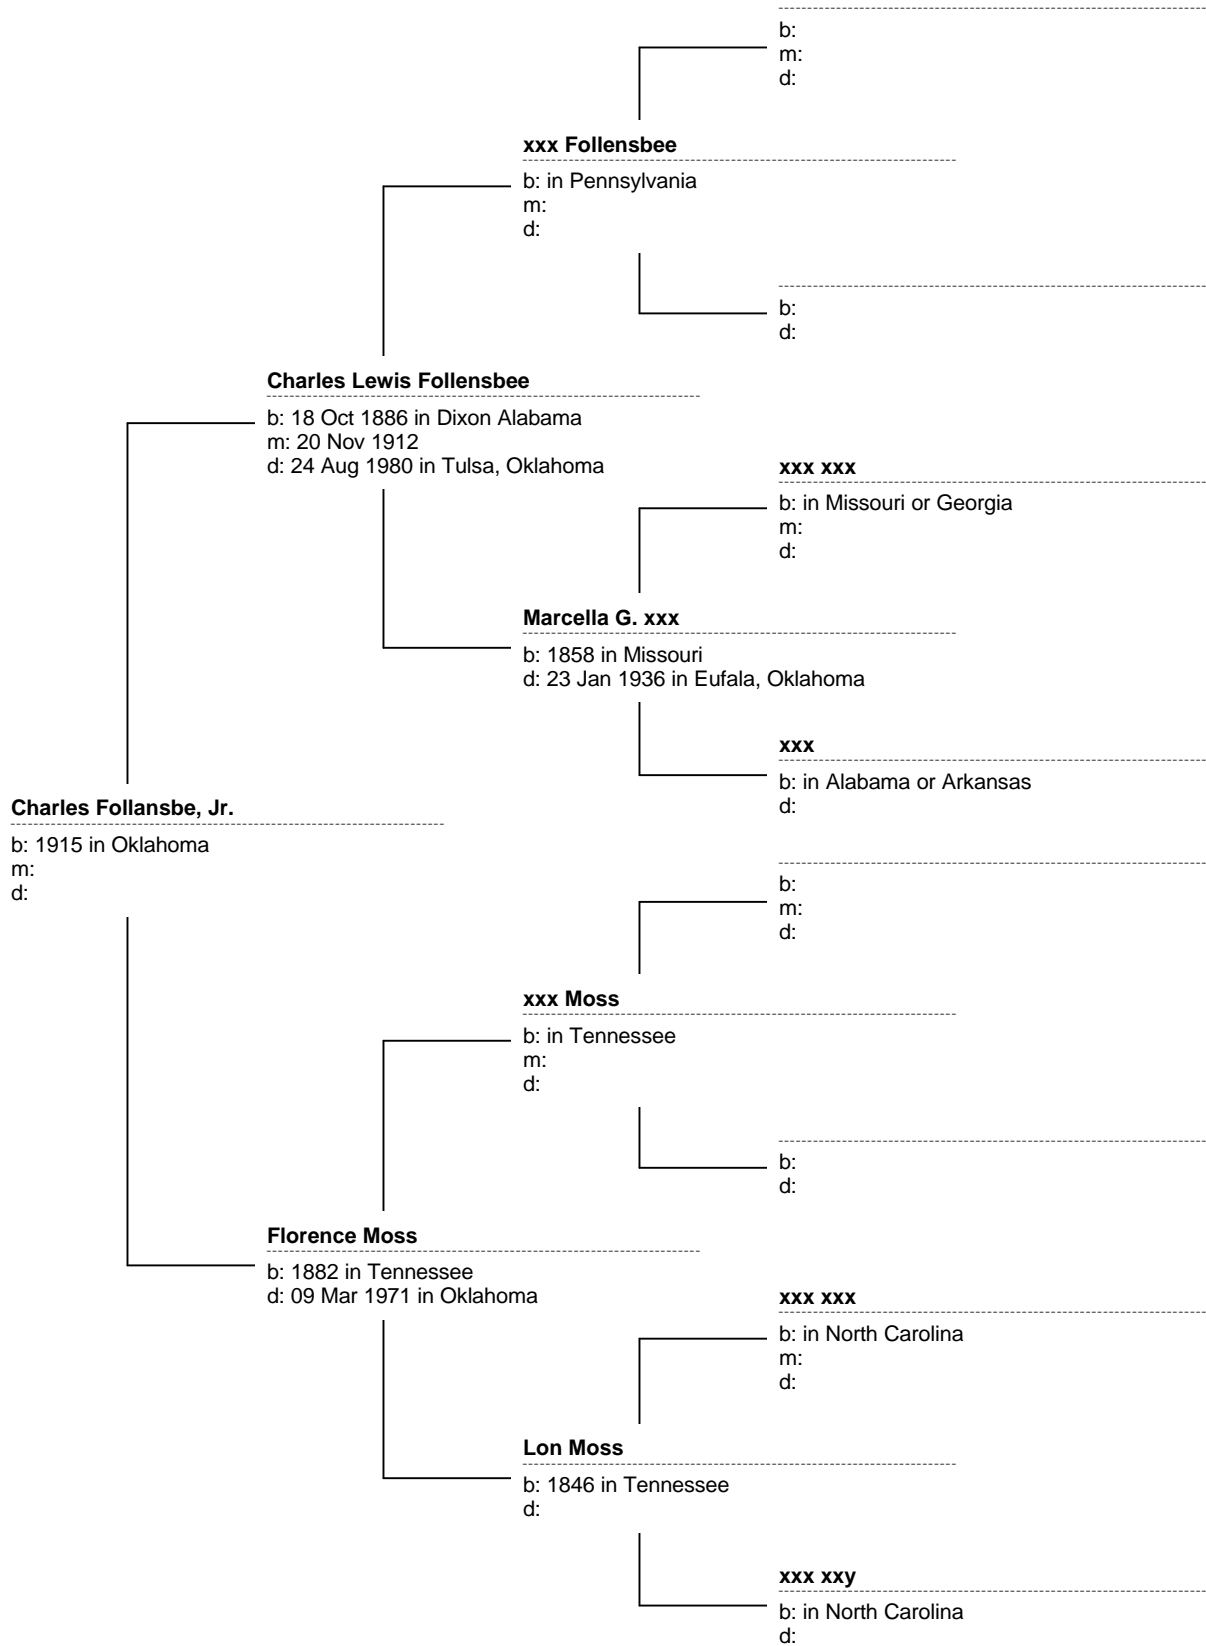 b:
m:
d:
xxx Follensbee
b: in Pennsylvania
m:
d:
b:
d:
Charles Lewis Follensbee
b: 18 Oct 1886 in Dixon Alabama
m: 20 Nov 1912
d: 24 Aug 1980 in Tulsa, Oklahoma
xxx xxx
b: in Missouri or Georgia
m:
d:
Marcella G. xxx
b: 1858 in Missouri
d: 23 Jan 1936 in Eufala, Oklahoma
xxx
b: in Alabama or Arkansas
d:
Charles Follansbe, Jr.
b: 1915 in Oklahoma
m:
d:
b:
m:
d:
xxx Moss
b: in Tennessee
m:
d:
b:
d:
Florence Moss
b: 1882 in Tennessee
d: 09 Mar 1971 in Oklahoma
xxx xxx
b: in North Carolina
m:
d:
Lon Moss
b: 1846 in Tennessee
d:
xxx xxy
b: in North Carolina
d: